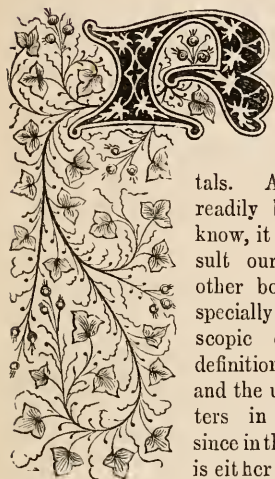 tals. A
readily b
know, it
sult our
other bo
specially
scopic
definition
and the u
ters in
since in th
is either